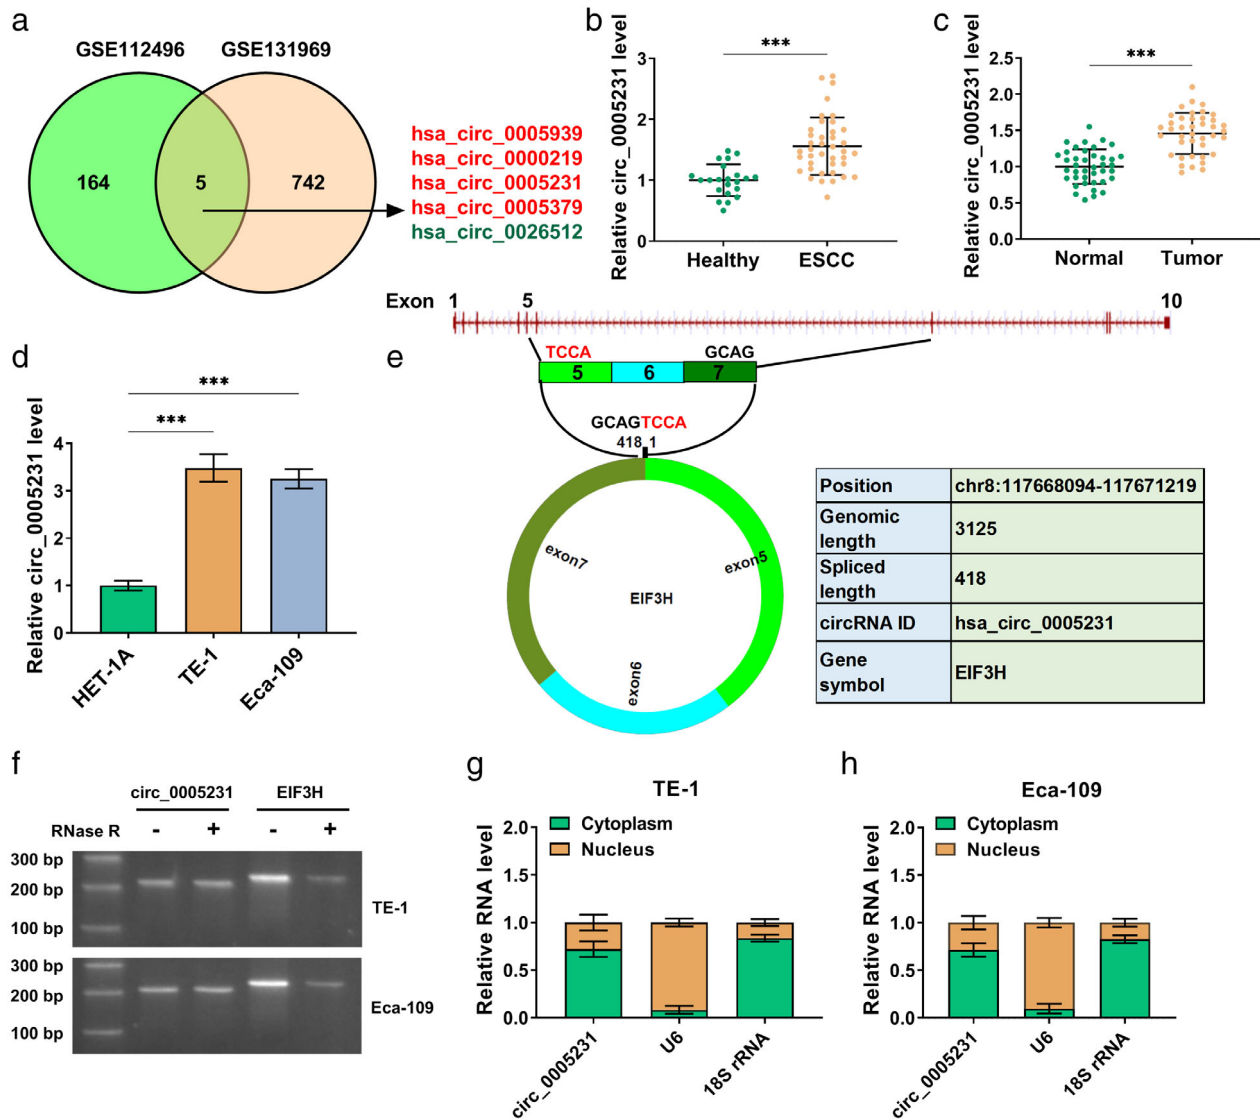 a
GSE112496
GSE131969
164
5
742
hsa_circ_0005939
hsa_circ_0000219
hsa_circ_0005231
hsa_circ_0005379
hsa_circ_0026512
b
Relative circ_0005231 level
3
2
1
0
***
Healthy
ESCC
c
Relative circ_0005231 level
2.5
2.0
1.5
1.0
0.5
0.0
***
Normal
Tumor
d
Relative circ_0005231 level
4
3
2
1
0
***
***
HET-1A
TE-1
Eca-109
e
Exon 1 5 10
TCCA GCAG
5 6 7
GCAGTCCA
418 1
exon7
exon5
EIF3H
exon6
Position chr8:117668094-117671219
Genomic
length
3125
Spliced
length
418
circRNA ID hsa_circ_0005231
Gene
symbol
EIF3H
f
circ_0005231 EIF3H
RNase R - + - +
300 bp
200 bp
100 bp
TE-1
300 bp
200 bp
100 bp
Eca-109
g
TE-1
Cytoplasm
Nucleus
Relative RNA level
2.0
1.5
1.0
0.5
0.0
circ_0005231
U6
18S rRNA
h
Eca-109
Cytoplasm
Nucleus
Relative RNA level
2.0
1.5
1.0
0.5
0.0
circ_0005231
U6
18S rRNA